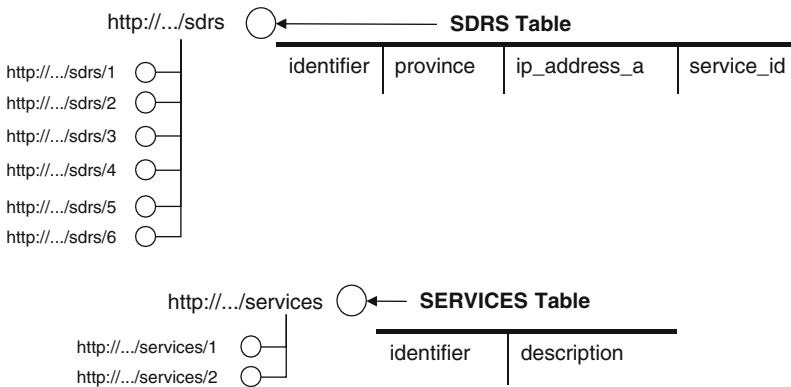 http://.../sdrs SDRS Table
identifier province ip_address_a service_id
http://.../sdrs/1
http://.../sdrs/2
http://.../sdrs/3
http://.../sdrs/4
http://.../sdrs/5
http://.../sdrs/6
http://.../services SERVICES Table
identifier description
http://.../services/1
http://.../services/2